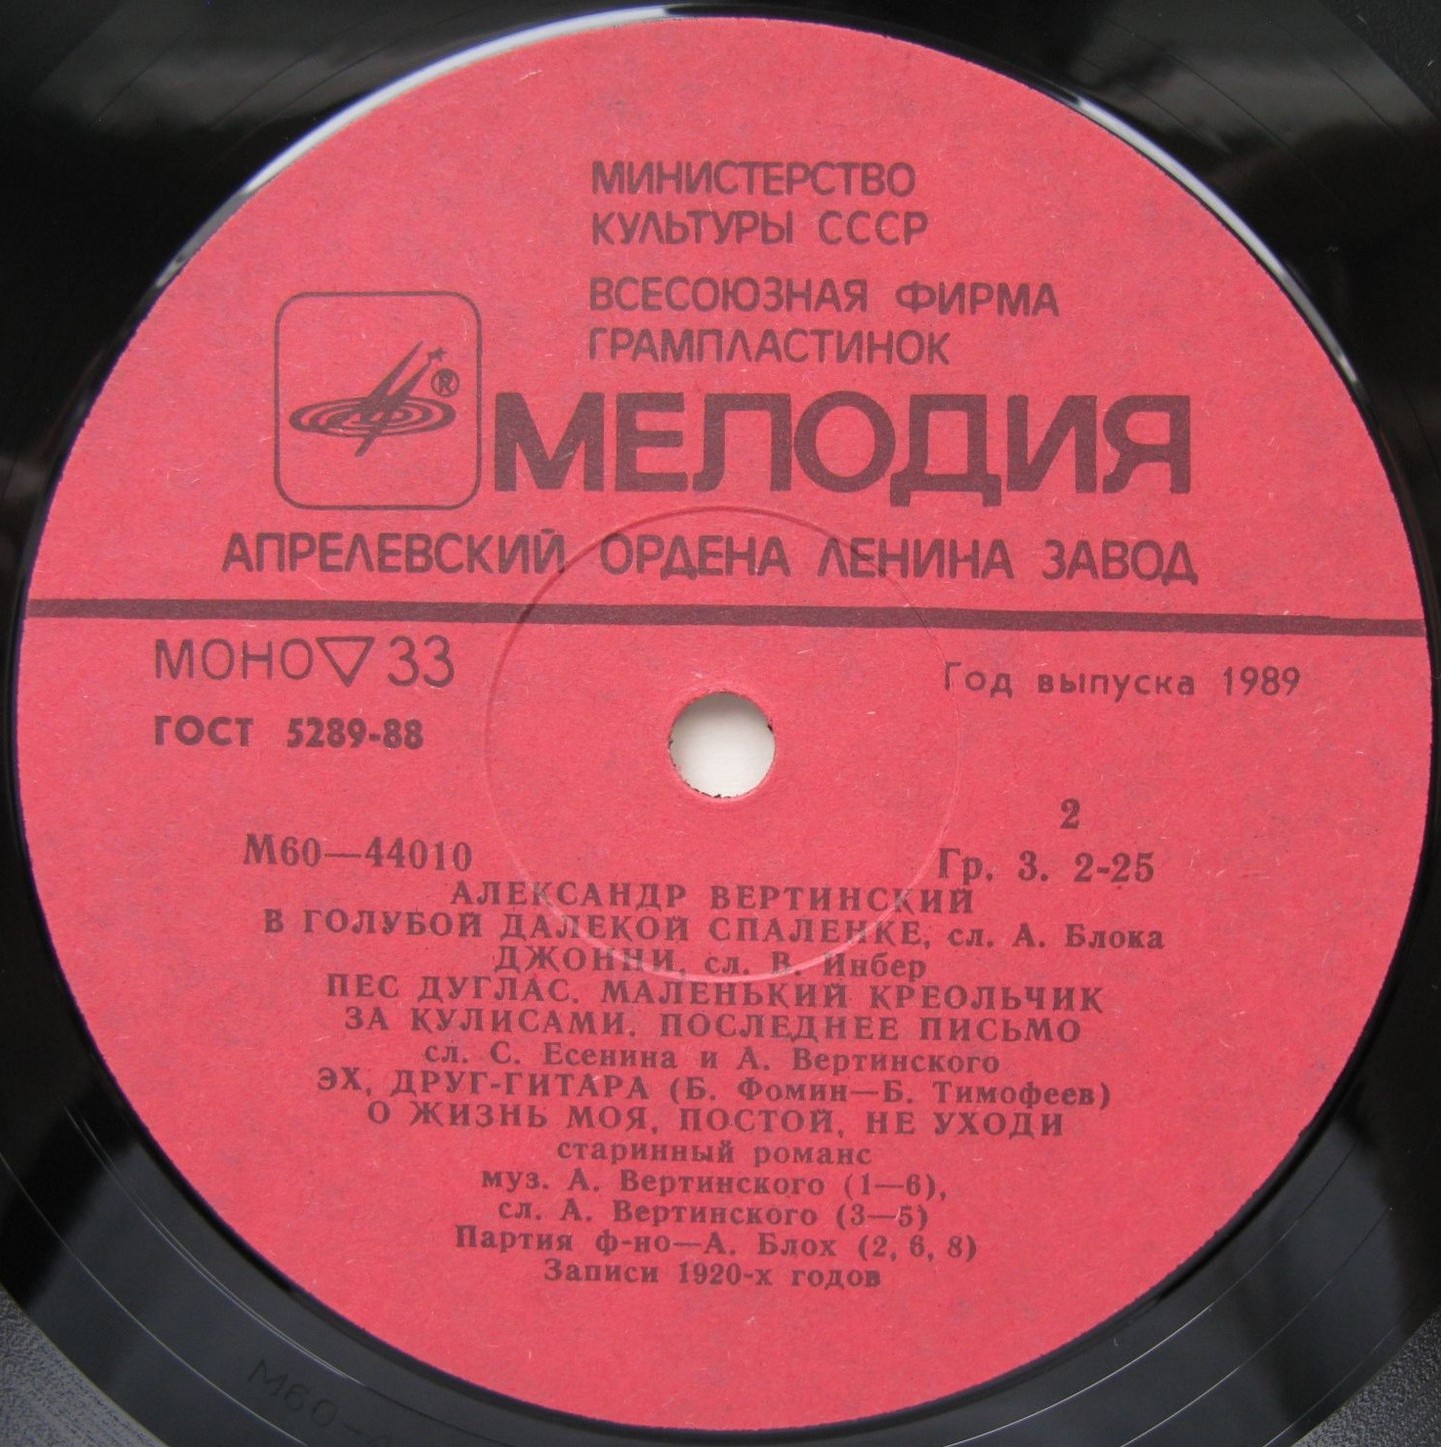 МИНИСТЕРСТВО
КУЛЬТУРЫ СССР
ВСЕСОЮЗНАЯ ФИРМА
ГРАМПЛАСТИНОК
®
МЕЛОДИЯ
АПРЕЛЕВСКИЙ ОРДЕНА ЛЕНИНА ЗАВОД
МОНО ▽ 33
Год выпуска 1989
ГОСТ 5289-88
2
М60—44010
Гр. 3. 2-25
АЛЕКСАНДР ВЕРТИНСКИЙ
В ГОЛУБОЙ ДАЛЕКОЙ СПАЛЕНКЕ, сл. А. Блока
ДЖОННИ, сл. В. Инбер
ПЕС ДУГЛАС. МАЛЕНЬКИЙ КРЕОЛЬЧИК
ЗА КУЛИСАМИ. ПОСЛЕДНЕЕ ПИСЬМО
сл. С. Есенина и А. Вертинского
ЭХ, ДРУГ-ГИТАРА (Б. Фомин—Б. Тимофеев)
О ЖИЗНЬ МОЯ, ПОСТОЙ, НЕ УХОДИ
старинный романс
муз. А. Вертинского (1—6),
сл. А. Вертинского (3—5)
Партия ф-но—А. Блох (2, 6, 8)
Записи 1920-х годов
М60-4